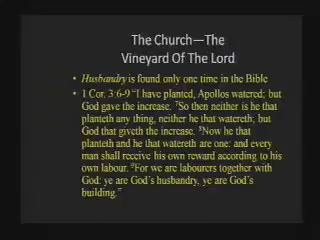 The Church—The
Vineyard Of The Lord
• Husbandry is found only one time in the Bible
• 1 Cor. 3:6-9 “I have planted, Apollos watered; but
God gave the increase. ⁷So then neither is he that
planteth any thing, neither he that watereth; but
God that giveth the increase. ⁸Now he that
planteth and he that watereth are one: and every
man shall receive his own reward according to his
own labour. ⁹For we are labourers together with
God: ye are God’s husbandry, ye are God’s
building.”